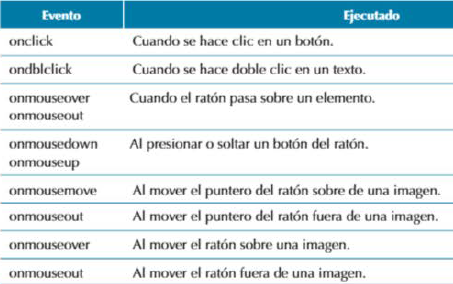 Evento Ejecutado
onclick Cuando se hace clic en un botón.
ondblclick Cuando se hace doble clic en un texto.
onmouseover Cuando el ratón pasa sobre un elemento.
onmouseout
onmousedown Al presionar o soltar un botón del ratón.
onmouseup
onmousemove Al mover el puntero del ratón sobre de una imagen.
onmouseout Al mover el puntero del ratón fuera de una imagen.
onmouseover Al mover el ratón sobre una imagen.
onmouseout Al mover el ratón fuera de una imagen.